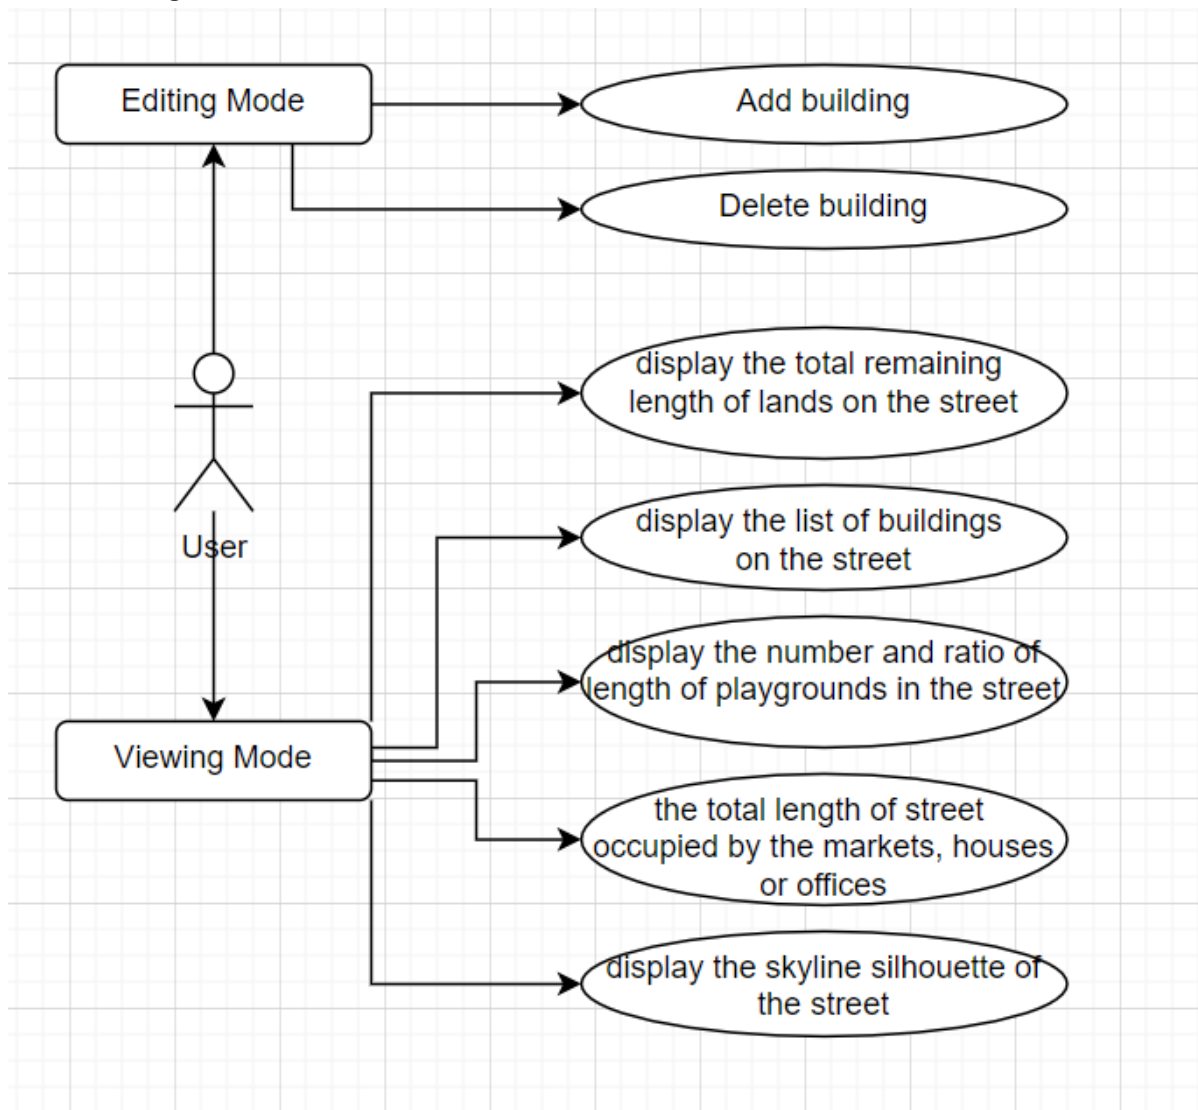 Editing Mode
Add building
Delete building
display the total remaining
length of lands on the street
display the list of buildings
on the street
User
display the number and ratio of
length of playgrounds in the street
Viewing Mode
the total length of street
occupied by the markets, houses
or offices
display the skyline silhouette of
the street